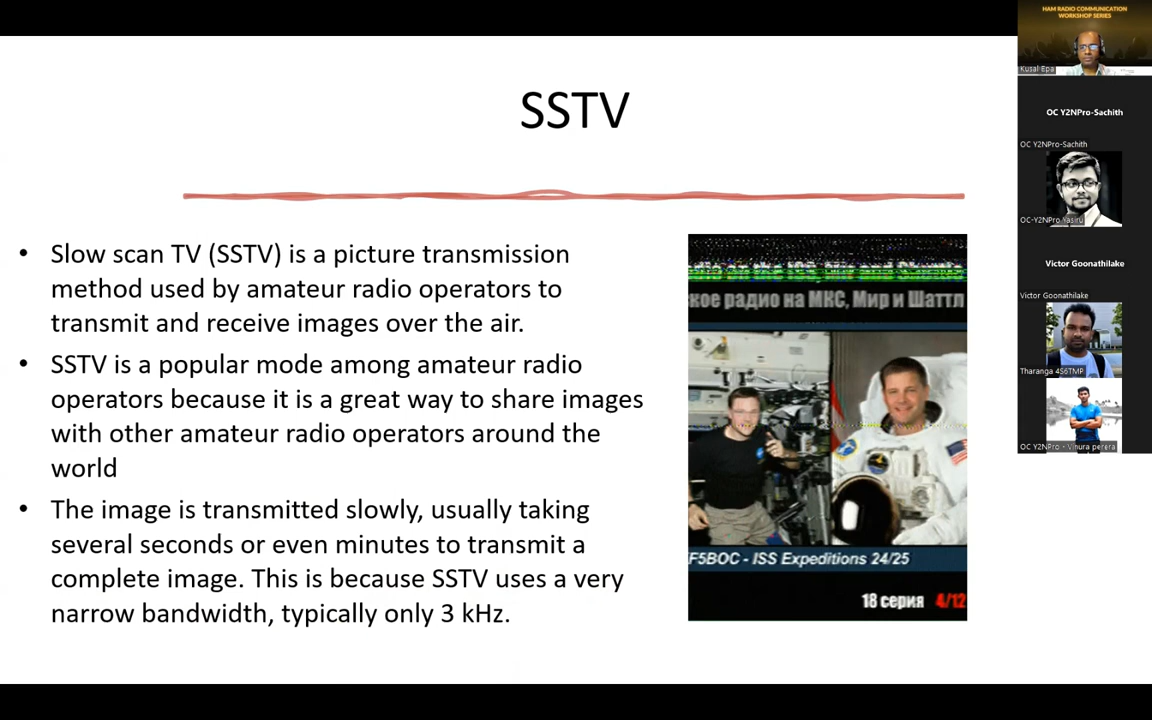 SSTV
• Slow scan TV (SSTV) is a picture transmission
method used by amateur radio operators to
transmit and receive images over the air.
• SSTV is a popular mode among amateur radio
operators because it is a great way to share images
with other amateur radio operators around the
world
• The image is transmitted slowly, usually taking
several seconds or even minutes to transmit a
complete image. This is because SSTV uses a very
narrow bandwidth, typically only 3 kHz.
кое радио на МКС, Мир и Шаттл
F5BOC - ISS Expeditions 24/25
18 серия 4/12
HAM RADIO COMMUNICATION
WORKSHOP SERIES
Kusal Epa
OC Y2NPro-Sachith
OC Y2NPro-Sachith
OC-Y2NPro Yasiru
Victor Goonathilake
Victor Goonathilake
Tharanga 4S6TMP
OC Y2NPro - Vinura perera